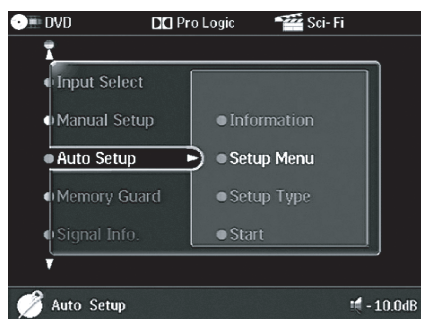 DVD Pro Logic Sci-Fi
Input Select
Manual Setup
Information
Auto Setup
Setup Menu
Memory Guard
Setup Type
Signal Info.
Start
Auto Setup -10.0dB